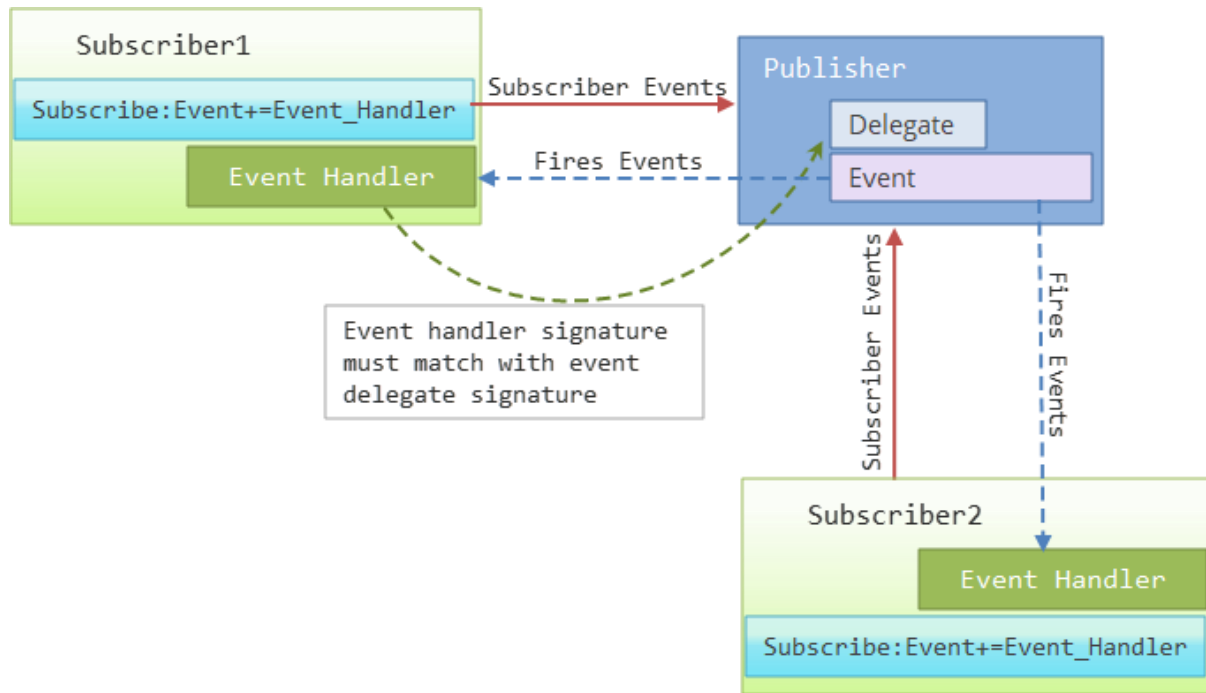 Subscriber1
Subscribe:Event+=Event_Handler
Event Handler
Subscriber Events
Fires Events
Publisher
Delegate
Event
Event handler signature
must match with event
delegate signature
Subscriber Events
Fires Events
Subscriber2
Event Handler
Subscribe:Event+=Event_Handler